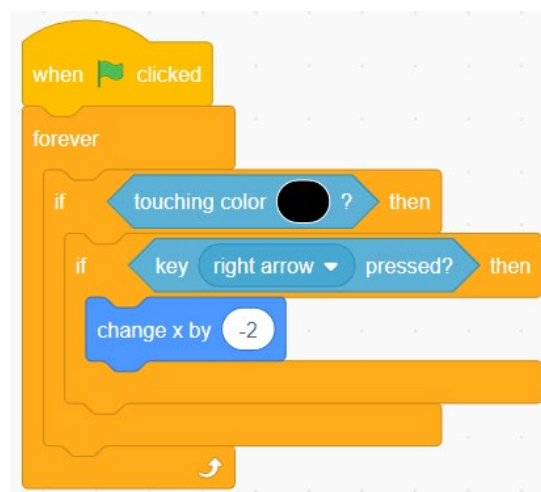 when clicked
forever
if touching color ? then
if key right arrow pressed? then
change x by -2